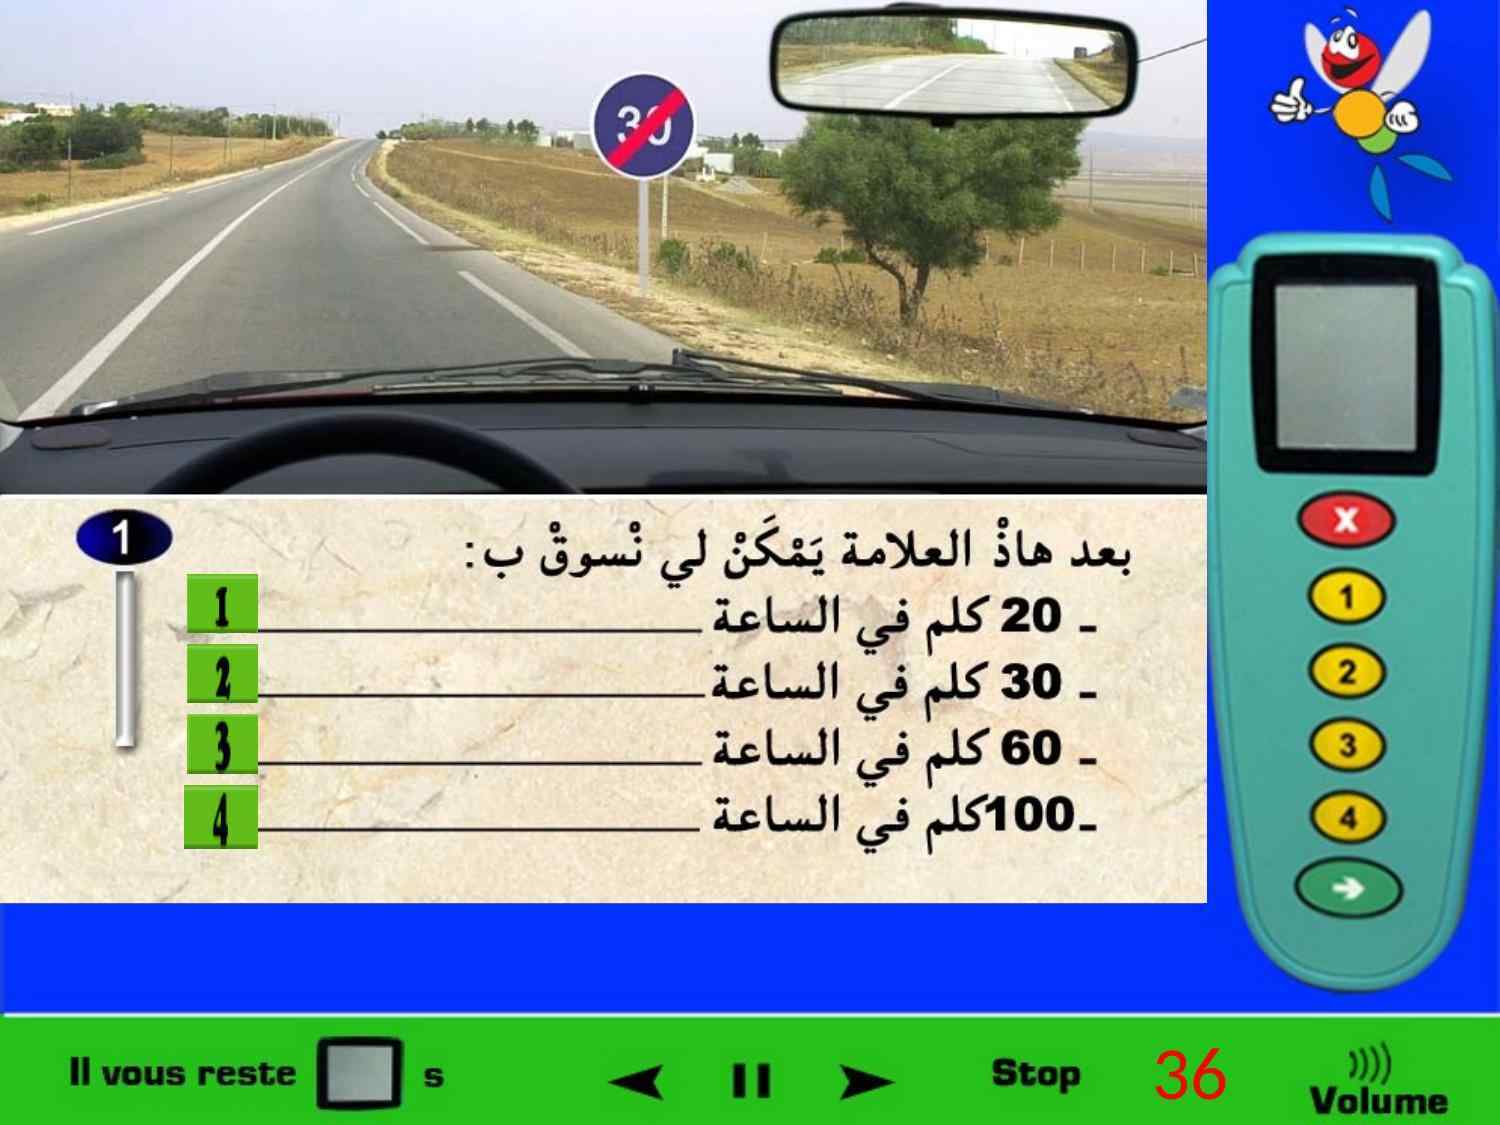 30
1
بعد هاذْ العلامة يَمْكَنْ لي نْسوقْ ب:
ـ 20 كلم في الساعة 1
ـ 30 كلم في الساعة 2
ـ 60 كلم في الساعة 3
ـ 100كلم في الساعة 4
X
1
2
3
4
Il vous reste s
Stop
36
Volume